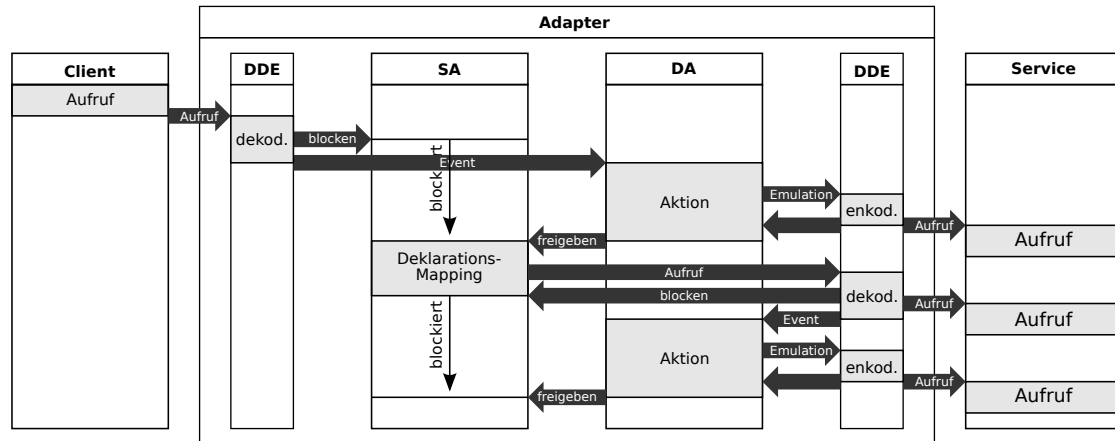 Adapter
Client
DDE
SA
DA
DDE
Service
Aufruf
Aufruf
dekod.
blocken
Event
blockiert
Aktion
Emulation
enkod.
Aufruf
Aufruf
freigeben
Deklarations-
Mapping
Aufruf
blocken
dekod.
Aufruf
Aufruf
Event
blockiert
Aktion
Emulation
enkod.
Aufruf
Aufruf
freigeben